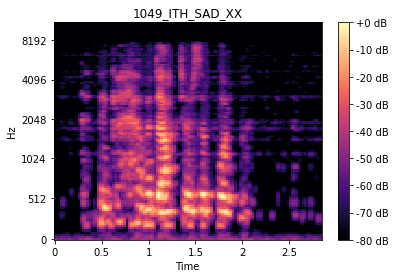 1049_ITH_SAD_XX
8192
4096
2048
1024
512
0
Hz
0
0.5
1
1.5
2
2.5
Time
+0 dB
-10 dB
-20 dB
-30 dB
-40 dB
-50 dB
-60 dB
-70 dB
-80 dB